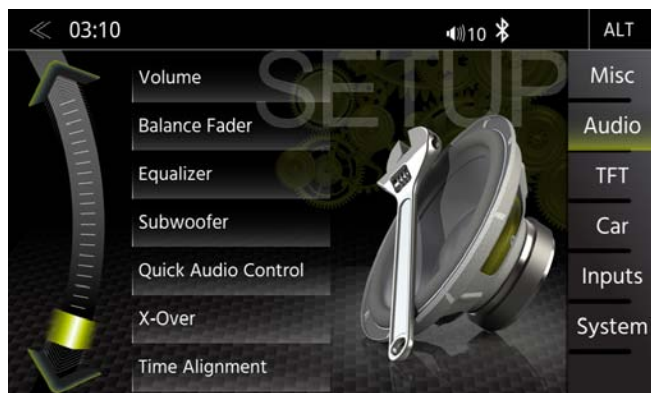 03:10
10
ALT
SETUP
Volume
Balance Fader
Equalizer
Subwoofer
Quick Audio Control
X-Over
Time Alignment
Misc
Audio
TFT
Car
Inputs
System